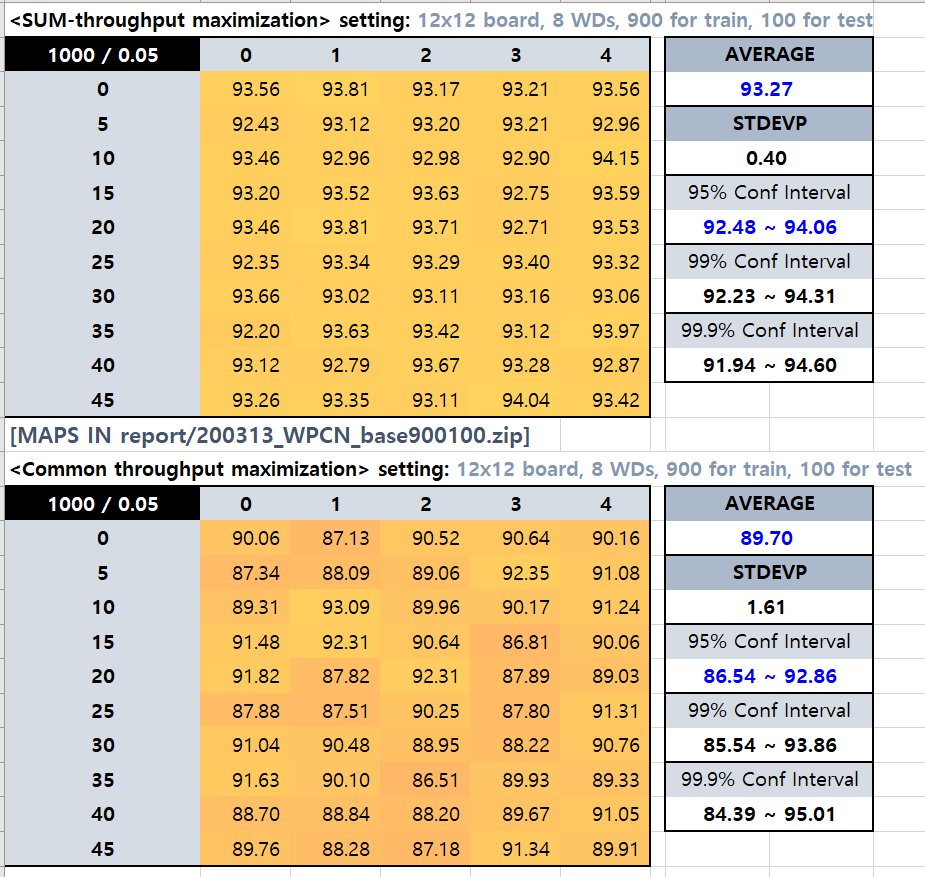 <SUM-throughput maximization> setting: 12x12 board, 8 WDs, 900 for train, 100 for test
1000 / 0.05 0 1 2 3 4 AVERAGE
0 93.56 93.81 93.17 93.21 93.56 93.27
5 92.43 93.12 93.20 93.21 92.96 STDEVP
10 93.46 92.96 92.98 92.90 94.15 0.40
15 93.20 93.52 93.63 92.75 93.59 95% Conf Interval
20 93.46 93.81 93.71 92.71 93.53 92.48 ~ 94.06
25 92.35 93.34 93.29 93.40 93.32 99% Conf Interval
30 93.66 93.02 93.11 93.16 93.06 92.23 ~ 94.31
35 92.20 93.63 93.42 93.12 93.97 99.9% Conf Interval
40 93.12 92.79 93.67 93.28 92.87 91.94 ~ 94.60
45 93.26 93.35 93.11 94.04 93.42
[MAPS IN report/200313_WPCN_base900100.zip]
<Common throughput maximization> setting: 12x12 board, 8 WDs, 900 for train, 100 for test
1000 / 0.05 0 1 2 3 4 AVERAGE
0 90.06 87.13 90.52 90.64 90.16 89.70
5 87.34 88.09 89.06 92.35 91.08 STDEVP
10 89.31 93.09 89.96 90.17 91.24 1.61
15 91.48 92.31 90.64 86.81 90.06 95% Conf Interval
20 91.82 87.82 92.31 87.89 89.03 86.54 ~ 92.86
25 87.88 87.51 90.25 87.80 91.31 99% Conf Interval
30 91.04 90.48 88.95 88.22 90.76 85.54 ~ 93.86
35 91.63 90.10 86.51 89.93 89.33 99.9% Conf Interval
40 88.70 88.84 88.20 89.67 91.05 84.39 ~ 95.01
45 89.76 88.28 87.18 91.34 89.91